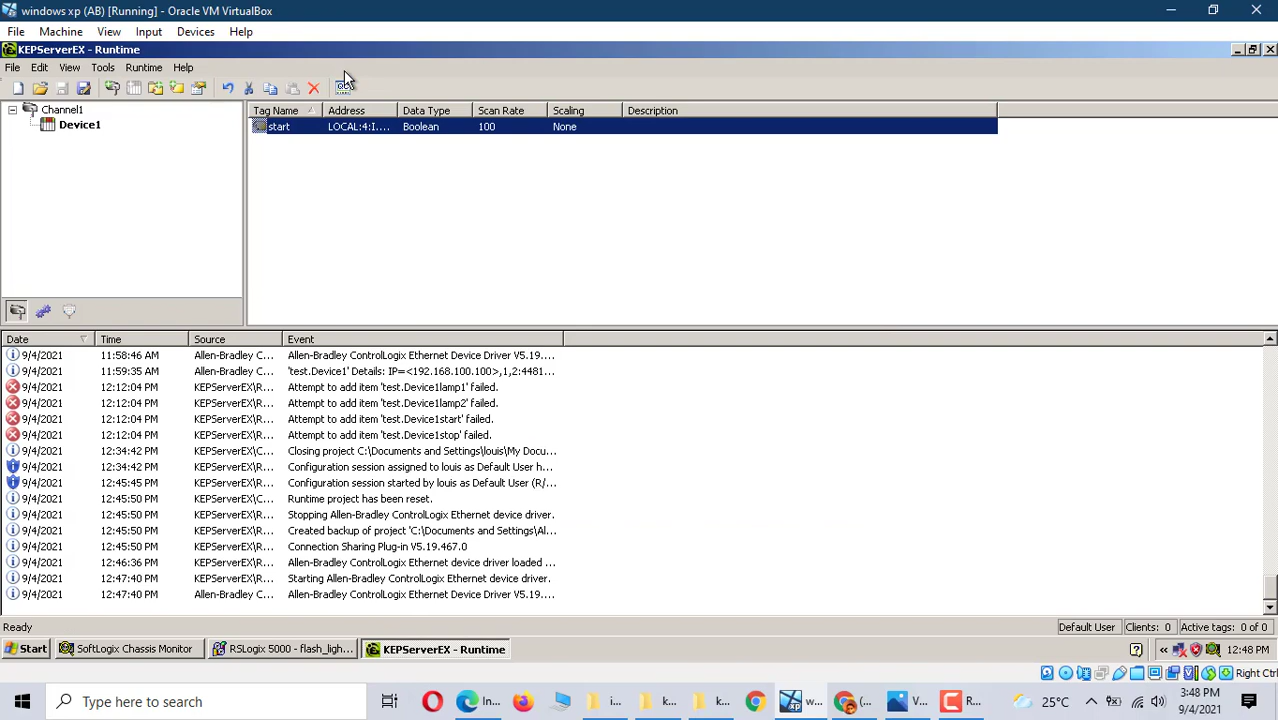 windows xp (AB) [Running] - Oracle VM VirtualBox
File Machine View Input Devices Help
KEPServerEX - Runtime
File Edit View Tools Runtime Help
Channel1
Device1
Tag Name Address Data Type Scan Rate Scaling Description
start LOCAL:4:I.... Boolean 100 None
Date Time Source Event
9/4/2021 11:58:46 AM Allen-Bradley C... Allen-Bradley ControlLogix Ethernet Device Driver V5.19....
9/4/2021 11:59:35 AM Allen-Bradley C... 'test.Device1' Details: IP=<192.168.100.100>,1,2:4481...
9/4/2021 12:12:04 PM KEPServerEX\R... Attempt to add item 'test.Device1lamp1' failed.
9/4/2021 12:12:04 PM KEPServerEX\R... Attempt to add item 'test.Device1lamp2' failed.
9/4/2021 12:12:04 PM KEPServerEX\R... Attempt to add item 'test.Device1start' failed.
9/4/2021 12:12:04 PM KEPServerEX\R... Attempt to add item 'test.Device1stop' failed.
9/4/2021 12:34:42 PM KEPServerEX\C... Closing project C:\Documents and Settings\louis\My Docu...
9/4/2021 12:34:42 PM KEPServerEX\R... Configuration session assigned to louis as Default User h...
9/4/2021 12:45:45 PM KEPServerEX\R... Configuration session started by louis as Default User (R/...
9/4/2021 12:45:50 PM KEPServerEX\C... Runtime project has been reset.
9/4/2021 12:45:50 PM KEPServerEX\R... Stopping Allen-Bradley ControlLogix Ethernet device driver.
9/4/2021 12:45:50 PM KEPServerEX\R... Created backup of project 'C:\Documents and Settings\Al...
9/4/2021 12:45:50 PM KEPServerEX\R... Connection Sharing Plug-in V5.19.467.0
9/4/2021 12:46:36 PM KEPServerEX\R... Allen-Bradley ControlLogix Ethernet device driver loaded ...
9/4/2021 12:47:40 PM KEPServerEX\R... Starting Allen-Bradley ControlLogix Ethernet device driver.
9/4/2021 12:47:40 PM Allen-Bradley C... Allen-Bradley ControlLogix Ethernet Device Driver V5.19....
Ready Default User Clients: 0 Active tags: 0 of 0
Start SoftLogix Chassis Monitor RSLogix 5000 - flash_ligh... KEPServerEX - Runtime 12:48 PM
Right Ctrl
Type here to search In... i... k... k... w... (... V... R... 25°C 3:48 PM
9/4/2021